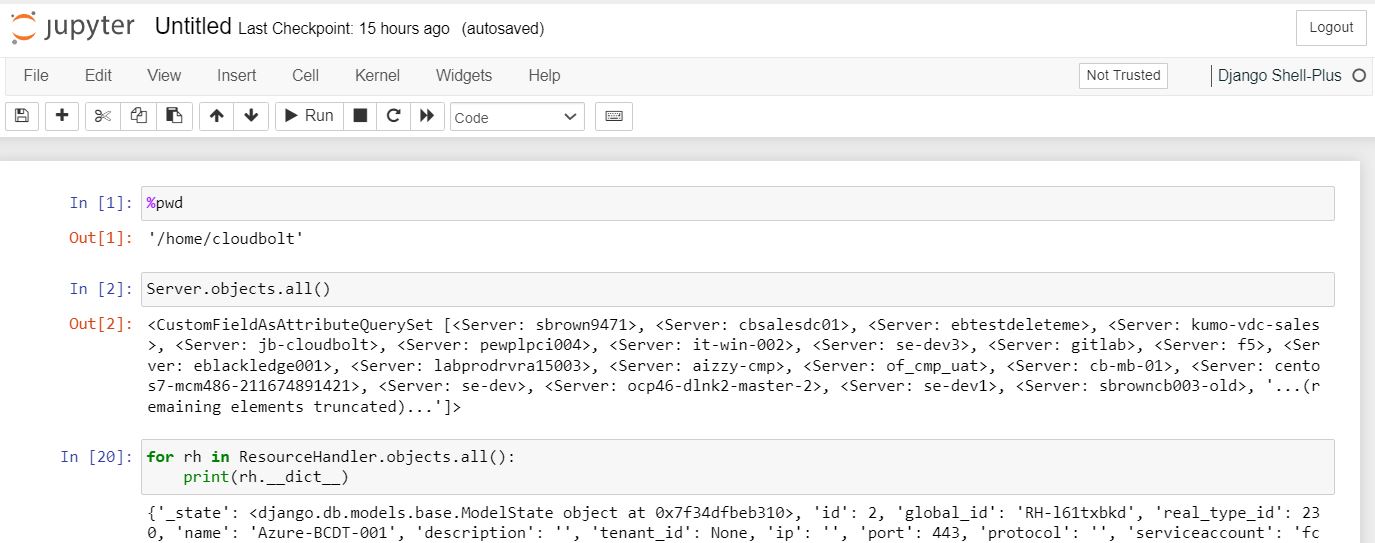 jupyter Untitled Last Checkpoint: 15 hours ago (autosaved) Logout
File Edit View Insert Cell Kernel Widgets Help Not Trusted Django Shell-Plus
Run Code
In [1]: %pwd
Out[1]: '/home/cloudbolt'
In [2]: Server.objects.all()
Out[2]: <CustomFieldAsAttributeQuerySet [<Server: sbrown9471>, <Server: cbsalesdc01>, <Server: ebtestdeleteme>, <Server: kumo-vdc-sales
>, <Server: jb-cloudbolt>, <Server: pewplpci004>, <Server: it-win-002>, <Server: se-dev3>, <Server: gitlab>, <Server: f5>, <Ser
ver: eblackledge001>, <Server: labprodrvra15003>, <Server: aizzy-cmp>, <Server: of_cmp_uat>, <Server: cb-mb-01>, <Server: cento
s7-mcm486-211674891421>, <Server: se-dev>, <Server: ocp46-dlnk2-master-2>, <Server: se-dev1>, <Server: sbrowncb003-old>, '...(r
emaining elements truncated)...']>
In [20]: for rh in ResourceHandler.objects.all():
print(rh.__dict__)
{'_state': <django.db.models.base.ModelState object at 0x7f34dfbeb310>, 'id': 2, 'global_id': 'RH-l61txbkd', 'real_type_id': 23
0, 'name': 'Azure-BCDT-001', 'description': '', 'tenant_id': None, 'ip': '', 'port': 443, 'protocol': '', 'serviceaccount': 'fc